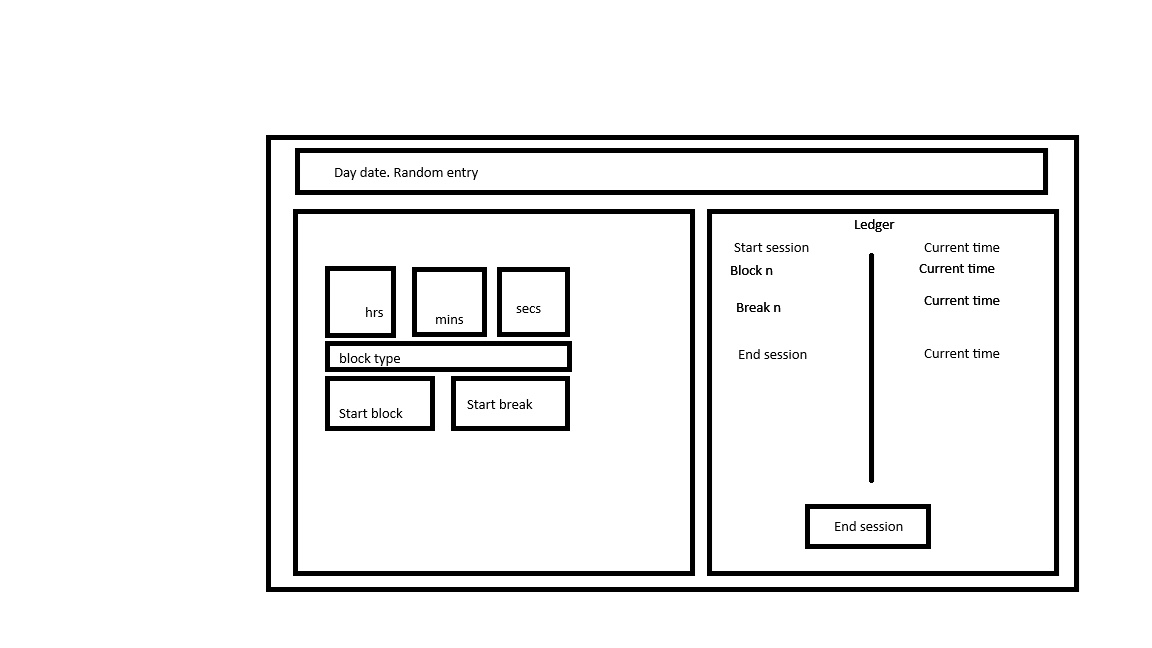 Day date. Random entry
hrs
mins
secs
block type
Start block
Start break
Ledger
Start session
Current time
Block n
Current time
Break n
Current time
End session
Current time
End session